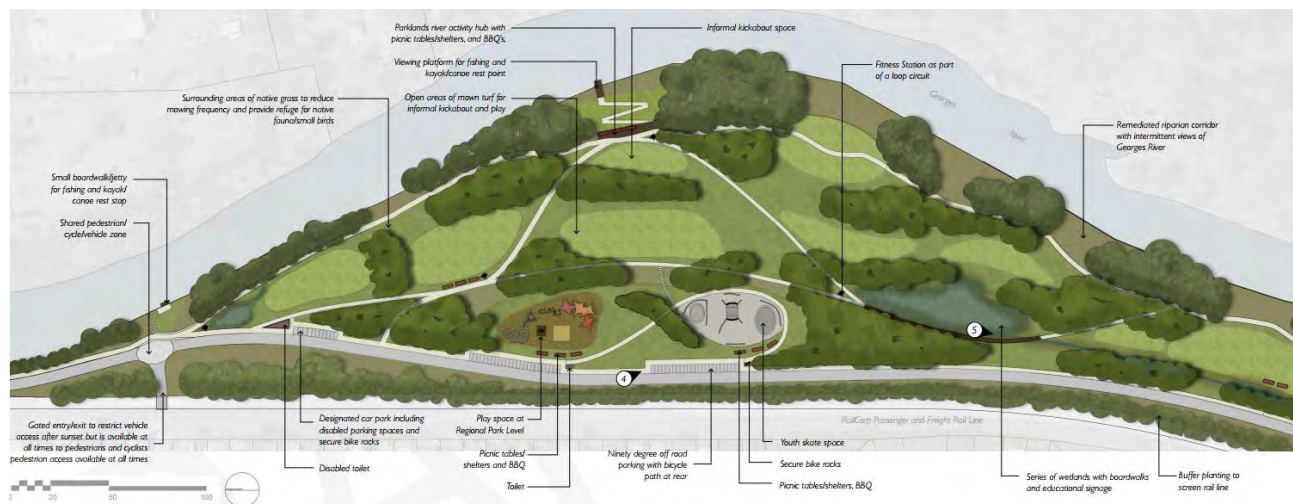 Parklands river activity hub with
picnic tables/shelters, and BBQ's,
Informal kickabout space
Viewing platform for fishing and
kayak/canoe rest point
Fitness Station as part
of a loop circuit
Surrounding areas of native grass to reduce
mowing frequency and provide refuge for native
fauna/small birds
Open areas of mown turf for
informal kickabout and play
Georges
River
Remediated riparian corridor
with intermittent views of
Georges River
Small boardwalk/jetty
for fishing and kayak/
canoe rest stop
Shared pedestrian/
cycle/vehicle zone
5
4
RailCorp Passenger and Freight Rail Line
Gated entry/exit to restrict vehicle
access after sunset but is available at
all times to pedestrians and cyclists
pedestrian access available at all times
Designated car park including
disabled parking spaces and
secure bike racks
Disabled toilet
Play space at
Regional Park Level
Picnic tables/
shelters and BBQ
Toilet
Ninety degree off road
parking with bicycle
path at rear
Youth skate space
Secure bike racks
Picnic tables/shelters, BBQ
Series of wetlands with boardwalks
and educational signage
Buffer planting to
screen rail line
0 20 50 100